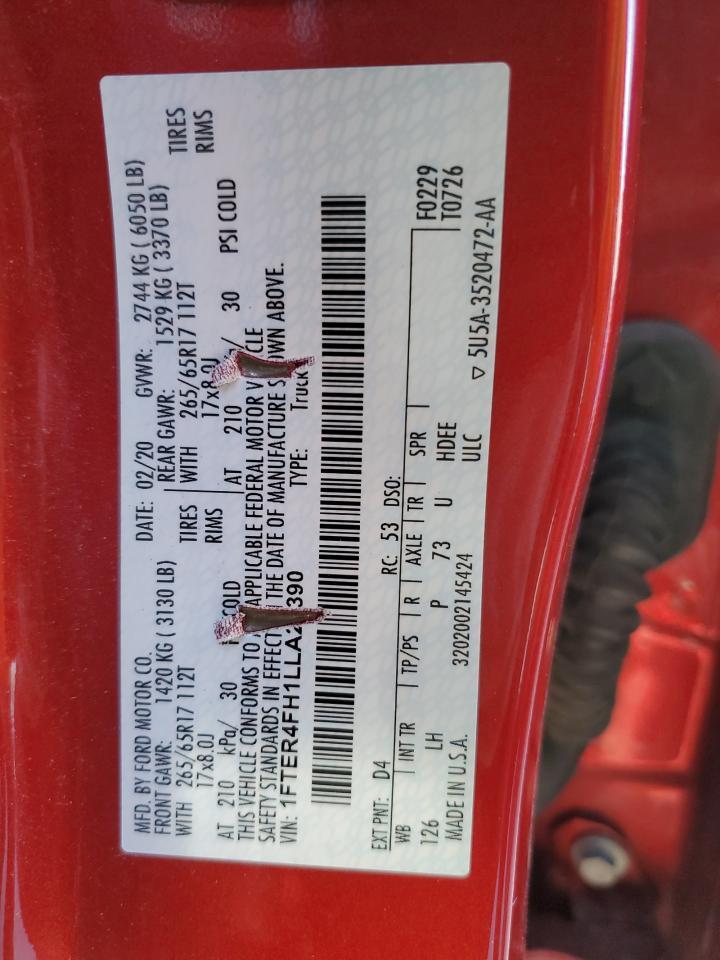 MFD. BY FORD MOTOR CO.
DATE: 02/20 GVWR: 2744 KG ( 6050 LB)
FRONT GAWR: 1420 KG ( 3130 LB) REAR GAWR: 1529 KG ( 3370 LB)
WITH 265/65R17 112T TIRES WITH 265/65R17 112T TIRES
17x8.0J RIMS 17x8.0J RIMS
AT 210 kPa/ 30 COLD AT 210 / 30 PSI COLD
THIS VEHICLE CONFORMS TO APPLICABLE FEDERAL MOTOR V CLE
SAFETY STANDARDS IN EFFECT THE DATE OF MANUFACTURE S OWN ABOVE.
VIN: 1FTER4FH1LLA2 390 TYPE: Truck
EXT PNT: D4 RC: 53 DSO:
WB INT TR TP/PS R AXLE TR SPR F0229
126 LH P 73 U HDEE T0726
ULC
MADE IN U.S.A. 3202002145424 ▽ 5U5A-3520472-AA